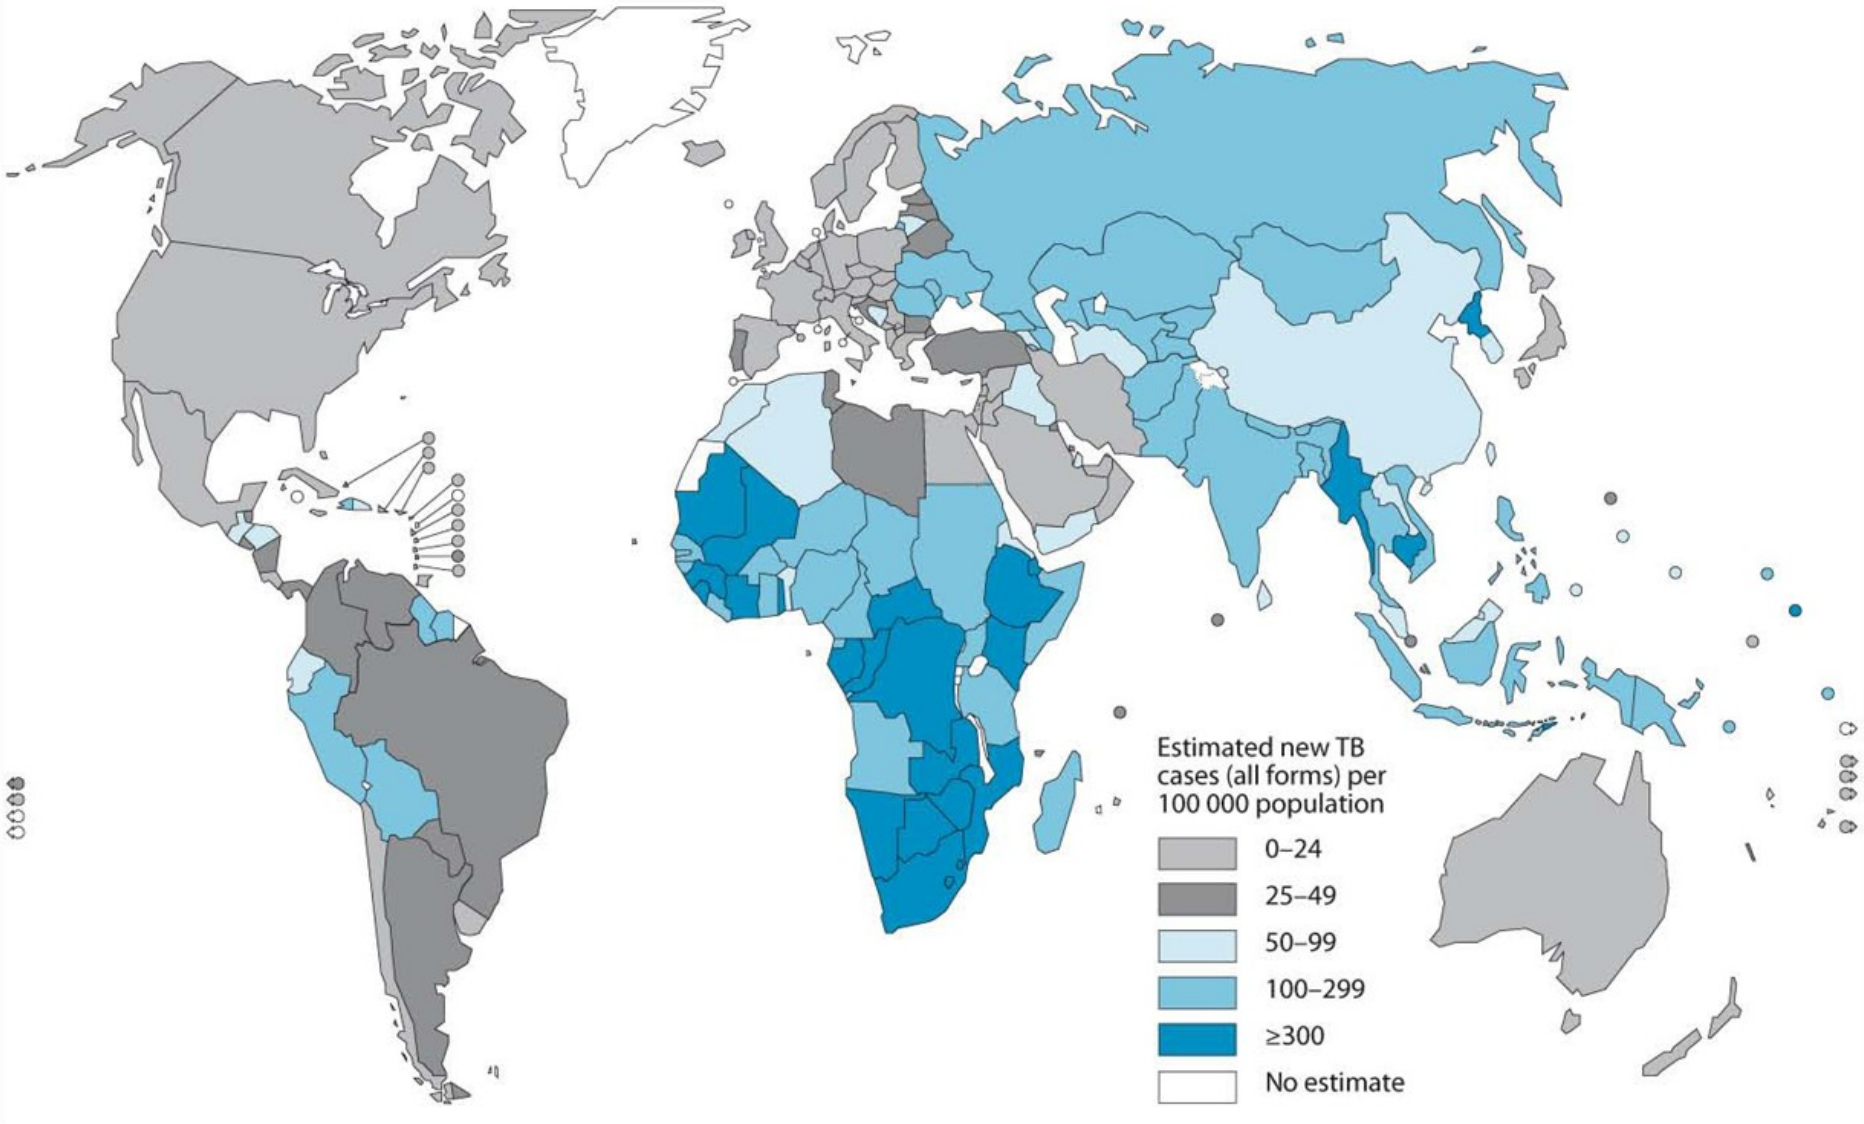 Estimated new TB
cases (all forms) per
100 000 population
0–24
25–49
50–99
100–299
≥300
No estimate